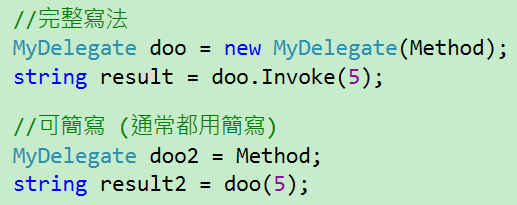 //完整寫法
MyDelegate doo = new MyDelegate(Method);
string result = doo.Invoke(5);
//可簡寫 (通常都用簡寫)
MyDelegate doo2 = Method;
string result2 = doo(5);